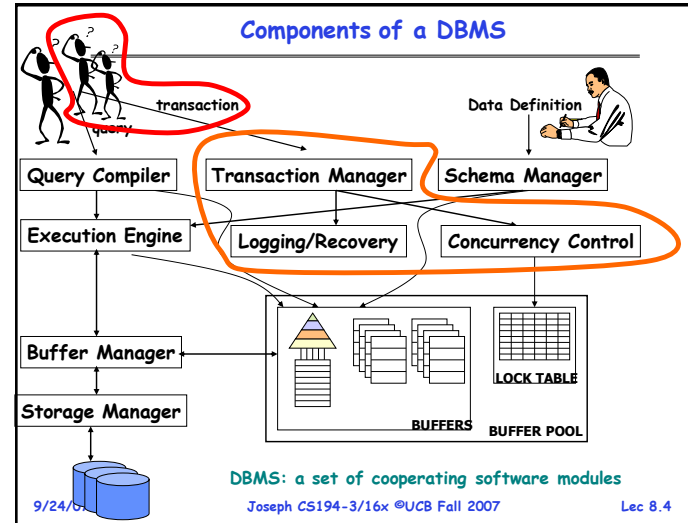 Components of a DBMS
? ? ?
transaction
query
Data Definition
Query Compiler
Transaction Manager
Schema Manager
Execution Engine
Logging/Recovery
Concurrency Control
Buffer Manager
LOCK TABLE
Storage Manager
BUFFERS
BUFFER POOL
DBMS: a set of cooperating software modules
Joseph CS194-3/16x ©UCB Fall 2007
Lec 8.4